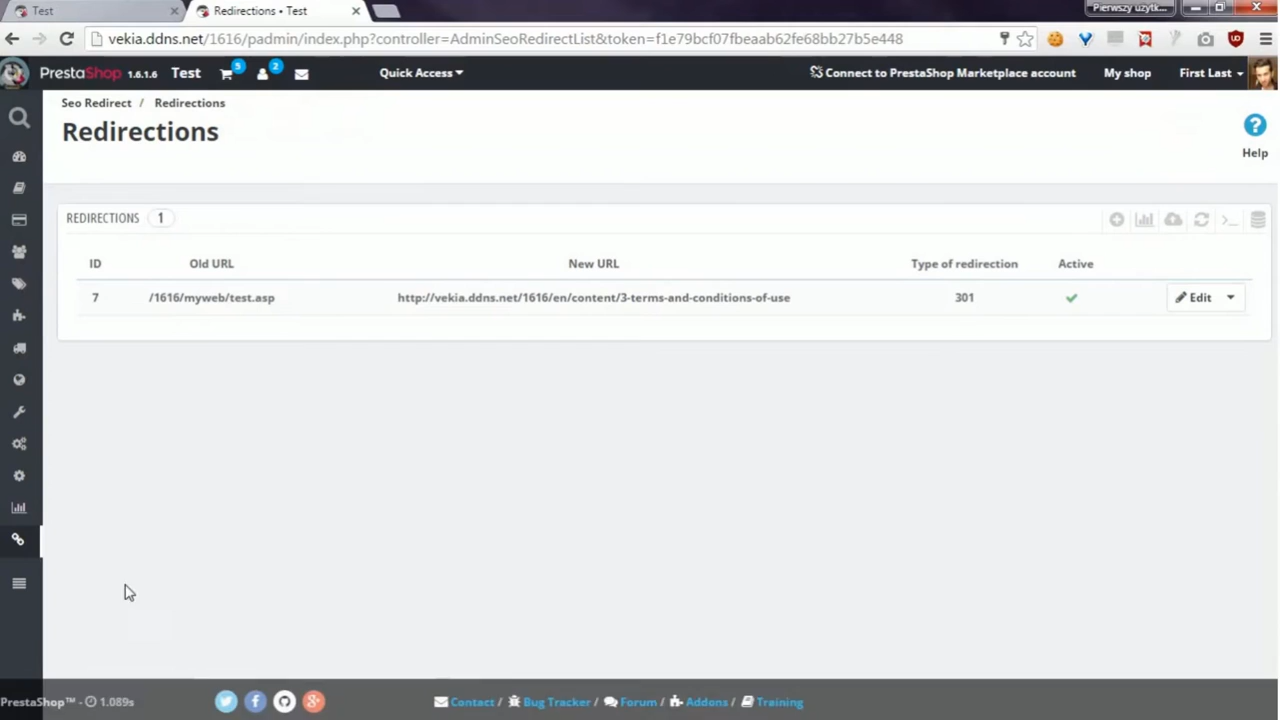 Test
Redirections • Test
Pierwszy użytk...
vekia.ddns.net/1616/padmin/index.php?controller=AdminSeoRedirectList&token=f1e79bcf07fbeaab62fe68bb27b5e448
PrestaShop 1.6.1.6 Test 5 2 Quick Access Connect to PrestaShop Marketplace account My shop First Last
Seo Redirect / Redirections
Redirections
Help
REDIRECTIONS 1
ID Old URL New URL Type of redirection Active
7 /1616/myweb/test.asp http://vekia.ddns.net/1616/en/content/3-terms-and-conditions-of-use 301 Edit
PrestaShop™ - 1.089s Contact / Bug Tracker / Forum / Addons / Training